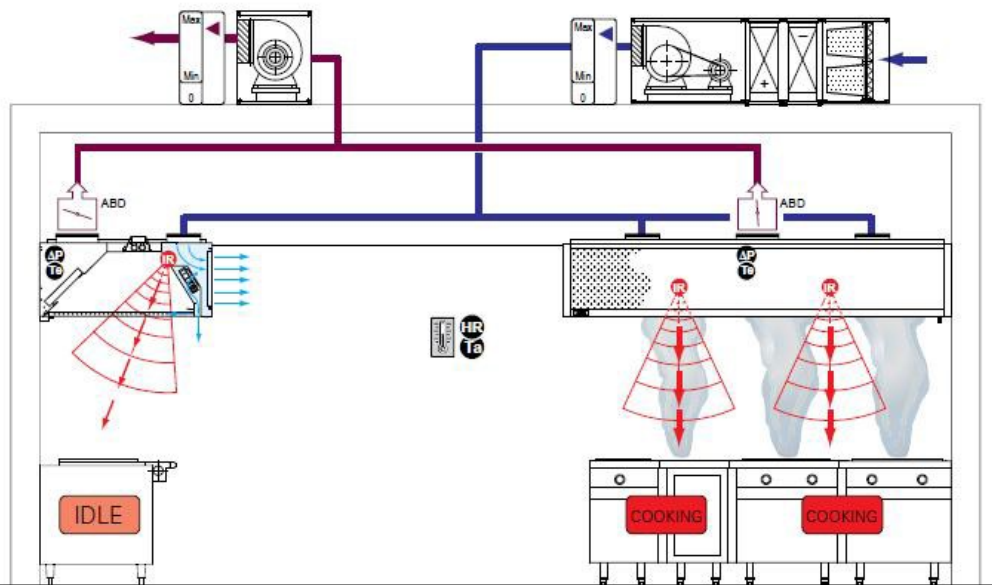 Max
Min
0
Max
Min
0
+
−
ABD
ABD
ΔP
Te
IR
ΔP
Te
IR
IR
HR
Ta
IDLE
COOKING
COOKING